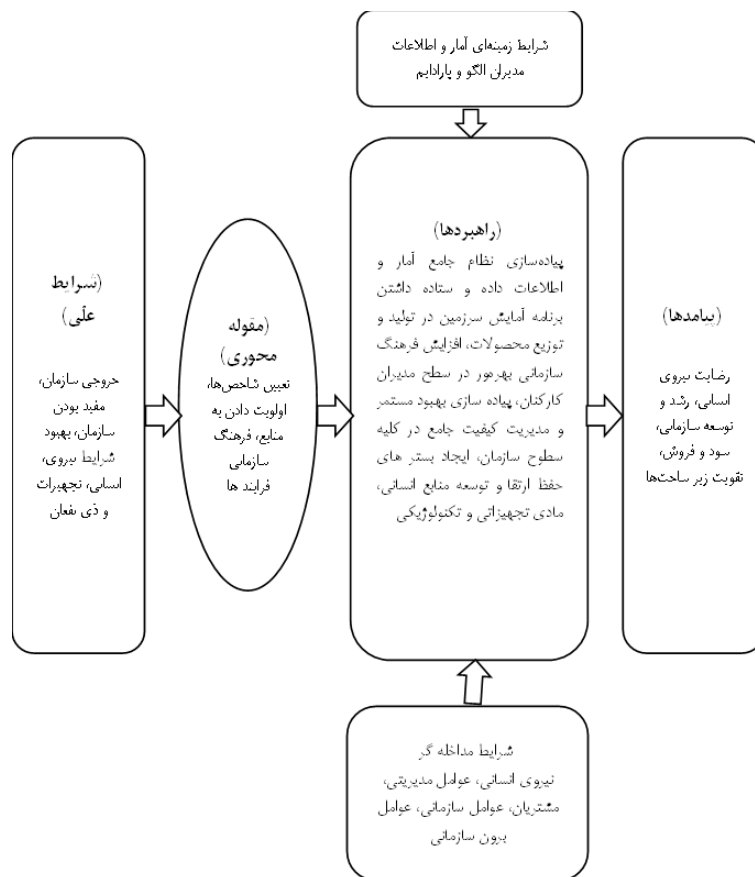 شرایط زمینه‌ای آمار و اطلاعات
مدیران الگو و پارادایم
(شرایط
علّی)
خروجی سازمان،
مفید بودن
سازمان، بهبود
شرایط نیروی،
انسانی، تجهیزات
و ذی نفعان
(مقوله
محوری)
تعیین شاخص‌ها،
اولویت دادن به
منابع، فرهنگ
سازمانی
فرایند ها
(راهبردها)
پیاده‌سازی نظام جامع آمار و
اطلاعات داده و ستاده داشتن
برنامه آمایش سرزمین در تولید و
توزیع محصولات، افزایش فرهنگ
سازمانی بهره‌ور در سطح مدیران
کارکنان، پیاده سازی بهبود مستمر
و مدیریت کیفیت جامع در کلیه
سطوح سازمان، ایجاد بستر های
حفظ ارتقا و توسعه منابع انسانی،
مادی تجهیزاتی و تکنولوژیکی
(پیامدها)
رضایت نیروی
انسانی، رشد و
توسعه سازمانی،
سود و فروش،
تقویت زیر ساخت‌ها
شرایط مداخله گر
نیروی انسانی، عوامل مدیریتی،
مشتریان، عوامل سازمانی، عوامل
برون سازمانی